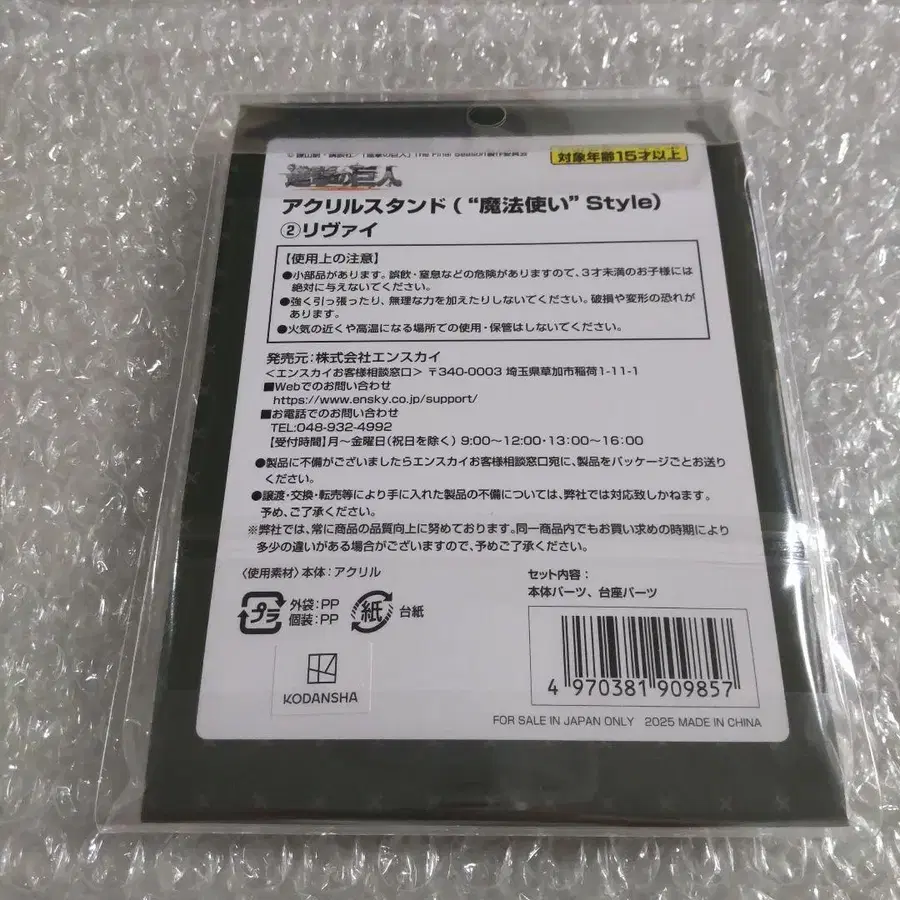 ©諫山創・講談社/「進撃の巨人」The Final Season製作委員会
対象年齢15才以上
進撃の巨人
アクリルスタンド(“魔法使い” Style)
②リヴァイ
【使用上の注意】
●小部品があります。誤飲・窒息などの危険がありますので、3才未満のお子様には
絶対に与えないでください。
●強く引っ張ったり、無理な力を加えたりしないでください。破損や変形の恐れが
あります。
●火気の近くや高温になる場所での使用・保管はしないでください。
発売元:株式会社エンスカイ
<エンスカイお客様相談窓口> 〒340-0003 埼玉県草加市稲荷1-11-1
■Webでのお問い合わせ
https://www.ensky.co.jp/support/
■お電話でのお問い合わせ
TEL:048-932-4992
【受付時間】月~金曜日(祝日を除く) 9:00~12:00・13:00~16:00
●製品に不備がございましたらエンスカイお客様相談窓口宛に、製品をパッケージごとお送り
ください。
●譲渡・交換・転売等により手に入れた製品の不備については、弊社では対応致しかねます。
予め、ご了承ください。
※弊社では、常に商品の品質向上に努めております。同一商品内でもお買い求めの時期により
多少の違いがある場合がございますので、予めご了承ください。
〈使用素材〉本体:アクリル
プラ
外袋:PP
個装:PP
紙
台紙
セット内容:
本体パーツ、台座パーツ
4 970381 909857
KODANSHA
FOR SALE IN JAPAN ONLY 2025 MADE IN CHINA